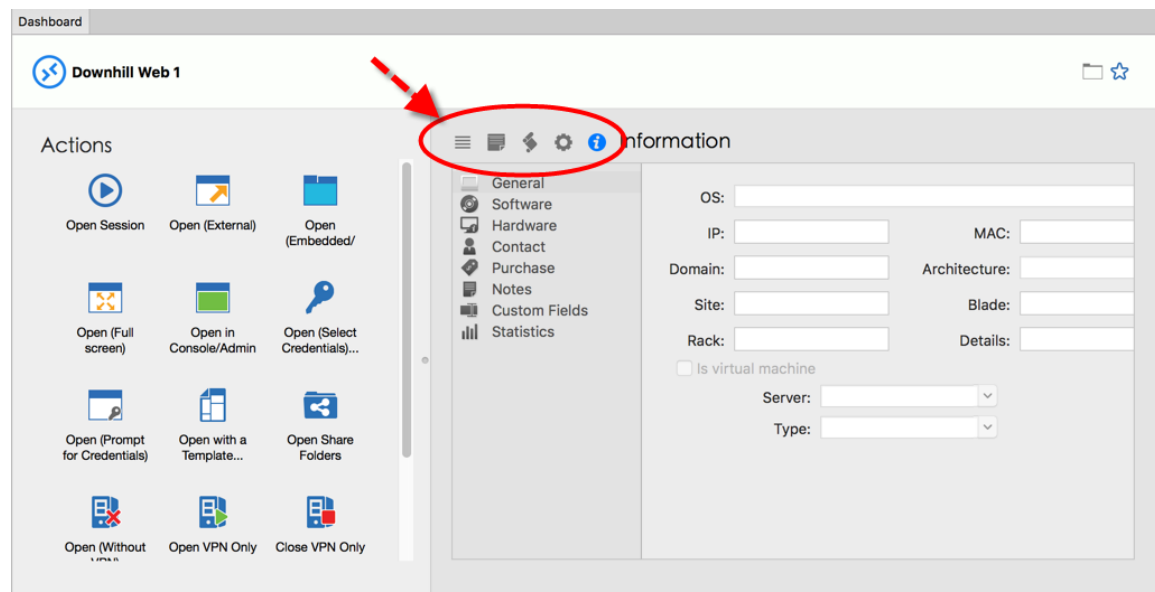 Dashboard
Downhill Web 1
Actions
Information
Open Session
Open (External)
Open
(Embedded/
Open (Full
screen)
Open in
Console/Admin
Open (Select
Credentials)...
Open (Prompt
for Credentials)
Open with a
Template...
Open Share
Folders
Open (Without
VPN)
Open VPN Only
Close VPN Only
General
Software
Hardware
Contact
Purchase
Notes
Custom Fields
Statistics
OS:
IP:
MAC:
Domain:
Architecture:
Site:
Blade:
Rack:
Details:
Is virtual machine
Server:
Type: